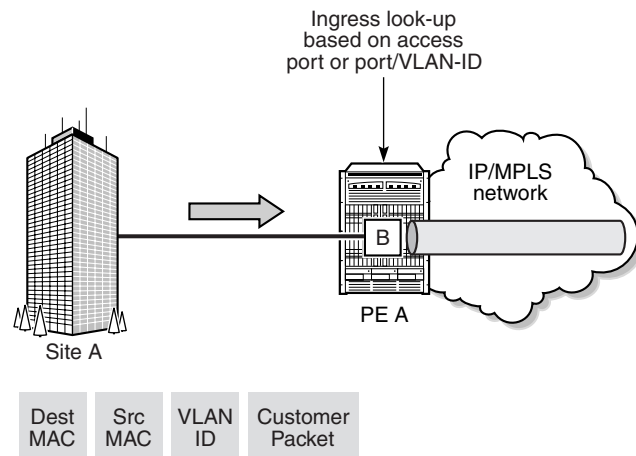 Ingress look-up
based on access
port or port/VLAN-ID
IP/MPLS
network
B
PE A
Site A
Dest
MAC
Src
MAC
VLAN
ID
Customer
Packet